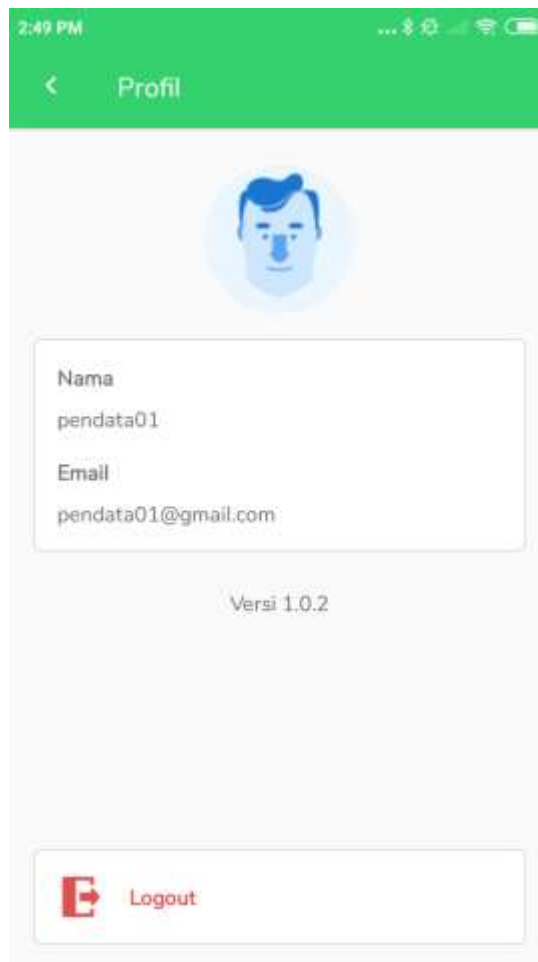 2:49 PM
Profil
Nama
pendata01
Email
pendata01@gmail.com
Versi 1.0.2
Logout